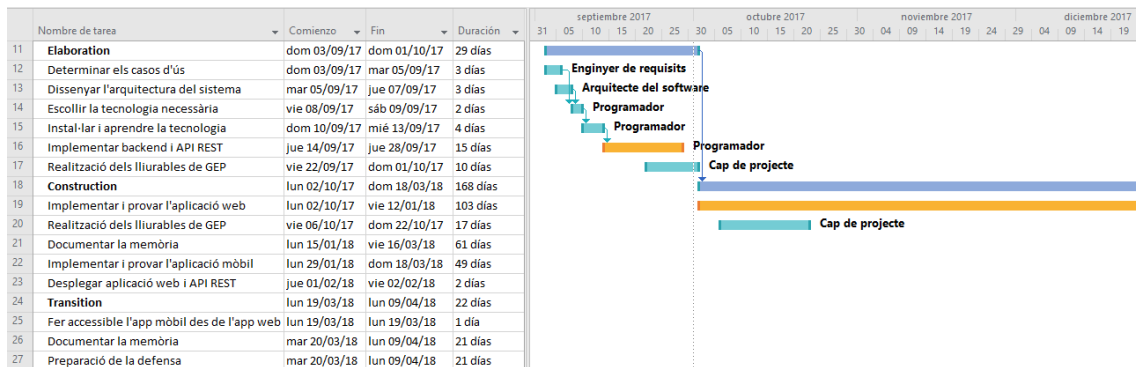 septiembre 2017 octubre 2017 noviembre 2017 diciembre 2017
Nombre de tarea Comienzo Fin Duración 31 05 10 15 20 25 30 05 10 15 20 25 30 04 09 14 19 24 29 04 09 14 19
11 Elaboration dom 03/09/17 dom 01/10/17 29 días
12 Determinar els casos d'ús dom 03/09/17 mar 05/09/17 3 días Enginyer de requisits
13 Dissenyar l'arquitectura del sistema mar 05/09/17 jue 07/09/17 3 días Arquitecte del software
14 Escollir la tecnologia necessària vie 08/09/17 sáb 09/09/17 2 días Programador
15 Instal·lar i aprendre la tecnologia dom 10/09/17 mié 13/09/17 4 días Programador
16 Implementar backend i API REST jue 14/09/17 jue 28/09/17 15 días Programador
17 Realització dels lliurables de GEP vie 22/09/17 dom 01/10/17 10 días Cap de projecte
18 Construction lun 02/10/17 dom 18/03/18 168 días
19 Implementar i provar l'aplicació web lun 02/10/17 vie 12/01/18 103 días
20 Realització dels lliurables de GEP vie 06/10/17 dom 22/10/17 17 días Cap de projecte
21 Documentar la memòria lun 15/01/18 vie 16/03/18 61 días
22 Implementar i provar l'aplicació mòbil lun 29/01/18 dom 18/03/18 49 días
23 Desplegar aplicació web i API REST jue 01/02/18 vie 02/02/18 2 días
24 Transition lun 19/03/18 lun 09/04/18 22 días
25 Fer accessible l'app mòbil des de l'app web lun 19/03/18 lun 19/03/18 1 día
26 Documentar la memòria mar 20/03/18 lun 09/04/18 21 días
27 Preparació de la defensa mar 20/03/18 lun 09/04/18 21 días